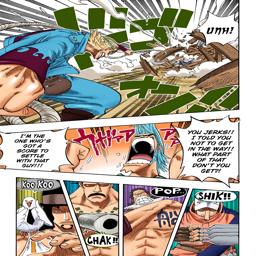 UNH!
YOU JERKS!!
I TOLD
YOU NOT
TO GET IN
THE WAY!!
WHAT
PART OF
THAT
DON'T YOU
GET?!
I'M THE
ONE WHO'S
GOT A
SCORE TO
SETTLE
WITH
THAT GUY!!!
KOO KOO
CHAK!!
POP
SHIK!!